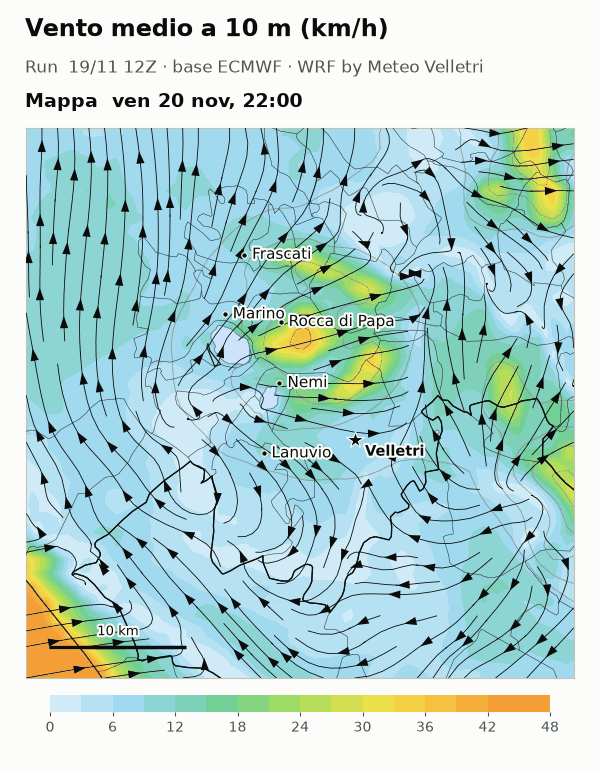 Vento medio a 10 m (km/h)
Run  19/11 12Z · base ECMWF · WRF by Meteo Velletri
Mappa  ven 20 nov, 22:00
Frascati
Marino
Rocca di Papa
Nemi
Velletri
Lanuvio
10 km
0 6 12 18 24 30 36 42 48